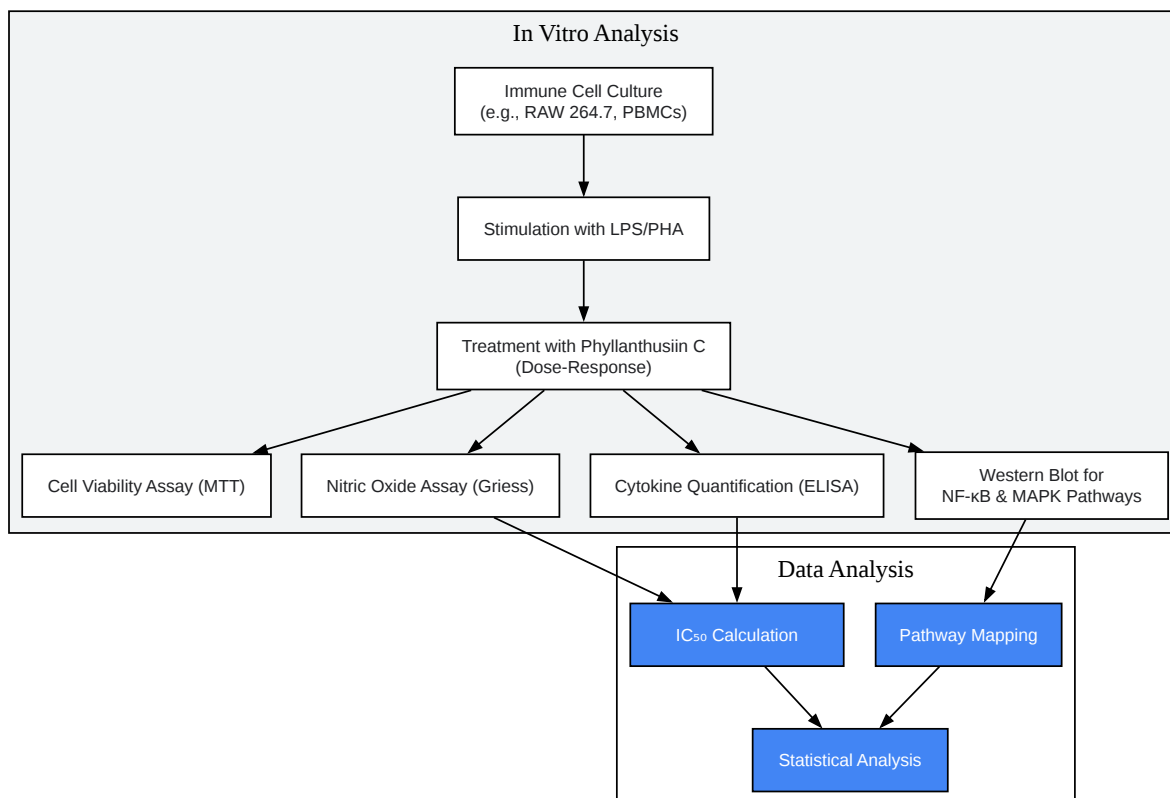 In Vitro Analysis
Immune Cell Culture
(e.g., RAW 264.7, PBMCs)
Stimulation with LPS/PHA
Treatment with Phyllanthusiin C
(Dose-Response)
Cell Viability Assay (MTT)
Nitric Oxide Assay (Griess)
Cytokine Quantification (ELISA)
Western Blot for
NF-κB & MAPK Pathways
Data Analysis
IC₅₀ Calculation
Pathway Mapping
Statistical Analysis